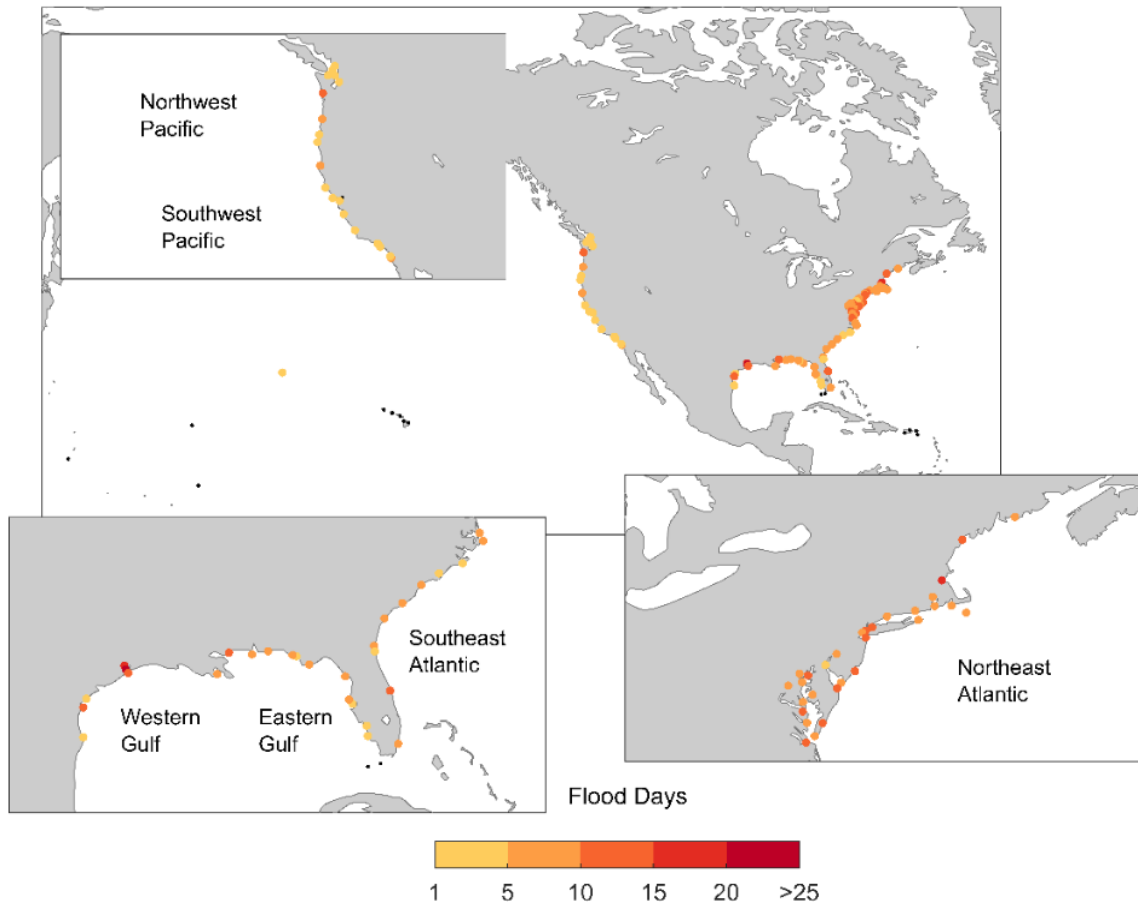 Northwest
Pacific
Southwest
Pacific
Southeast
Atlantic
Western
Gulf
Eastern
Gulf
Northeast
Atlantic
Flood Days
1 5 10 15 20 >25